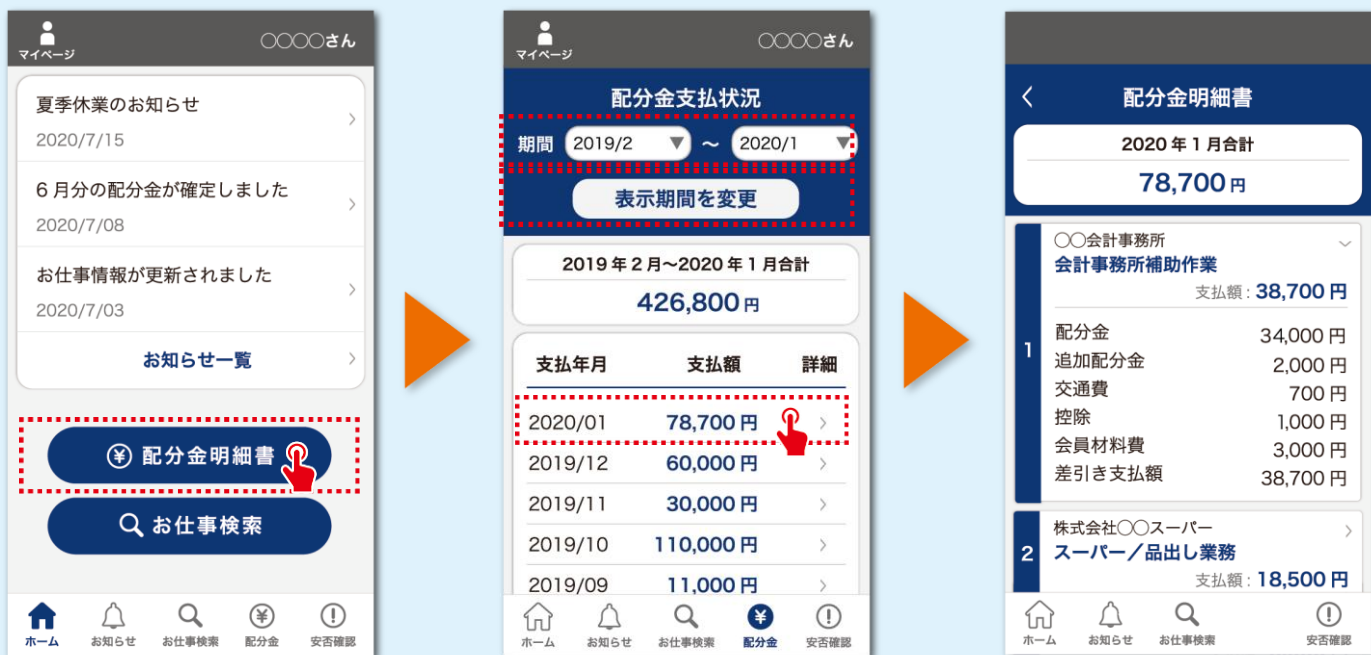 マイページ
○○○○さん
夏季休業のお知らせ
2020/7/15
6月分の配分金が確定しました
2020/7/08
お仕事情報が更新されました
2020/7/03
お知らせ一覧
配分金明細書
お仕事検索
ホーム
お知らせ
お仕事検索
配分金
安否確認
マイページ
○○○○さん
配分金支払状況
期間 2019/2 ▼ ～ 2020/1 ▼
表示期間を変更
2019年2月～2020年1月合計
426,800円
支払年月 支払額 詳細
2020/01 78,700円
2019/12 60,000円
2019/11 30,000円
2019/10 110,000円
2019/09 11,000円
ホーム
お知らせ
お仕事検索
配分金
安否確認
配分金明細書
2020年1月合計
78,700円
1
○○会計事務所
会計事務所補助作業
支払額：38,700円
配分金 34,000円
追加配分金 2,000円
交通費 700円
控除 1,000円
会員材料費 3,000円
差引き支払額 38,700円
2
株式会社○○スーパー
スーパー／品出し業務
支払額：18,500円
ホーム
お知らせ
お仕事検索
安否確認